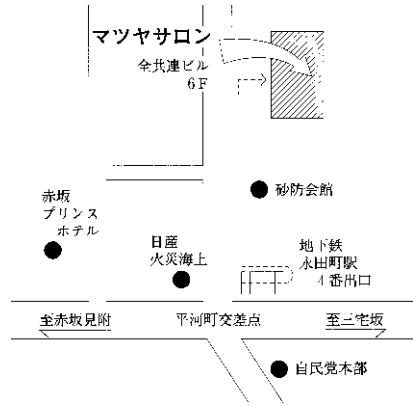 マツヤサロン
全共連ビル
6F
砂防会館
赤坂
プリンス
ホテル
日産
火災海上
地下鉄
永田町駅
4番出口
至赤坂見附
平河町交差点
至三宅坂
自民党本部